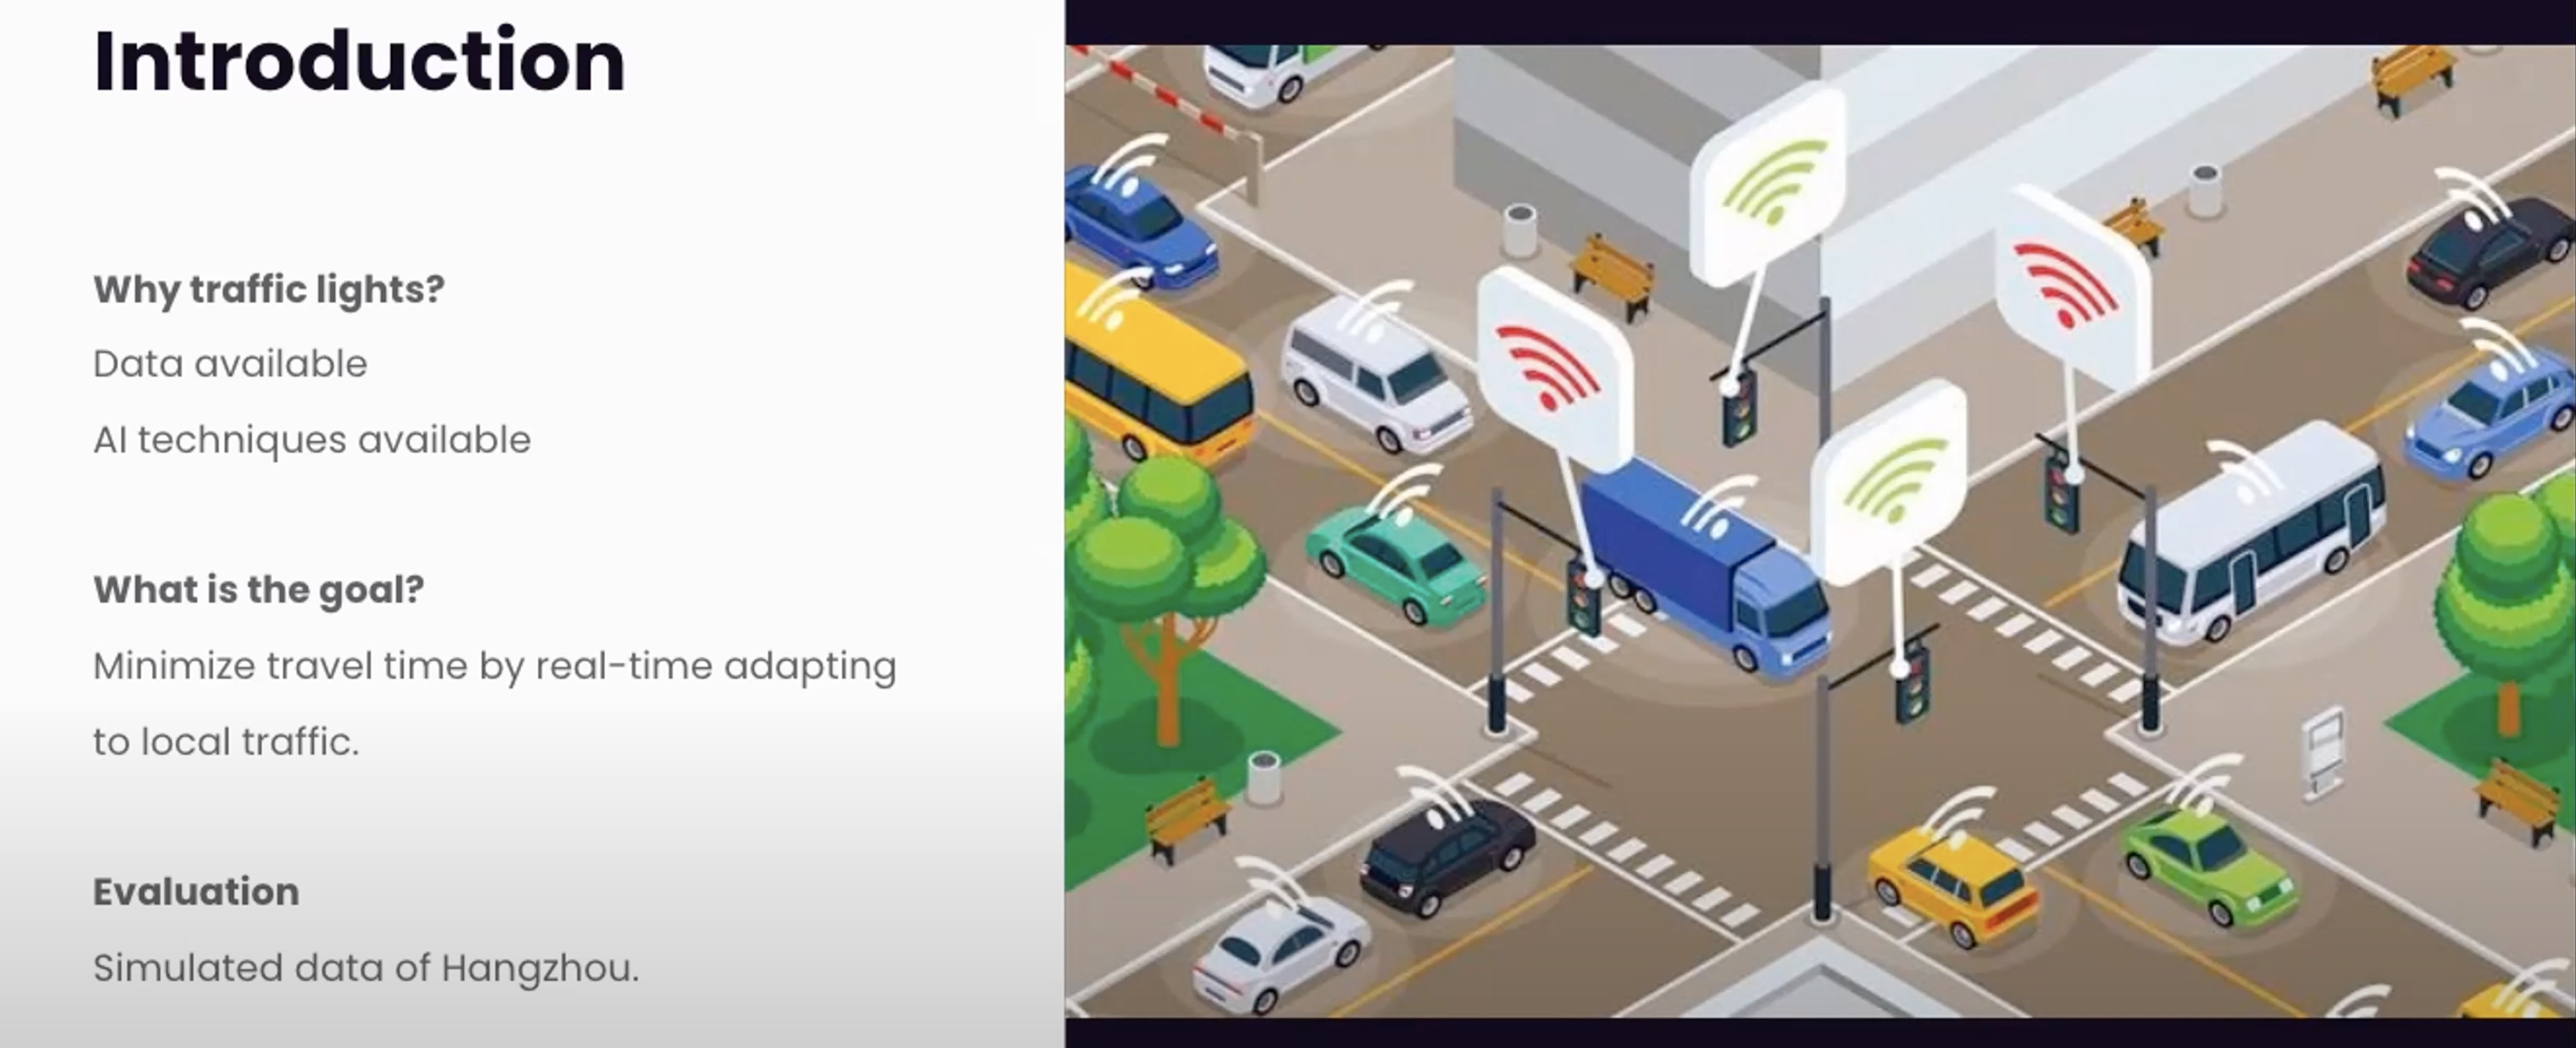 Introduction
Why traffic lights?
Data available
AI techniques available
What is the goal?
Minimize travel time by real-time adapting
to local traffic.
Evaluation
Simulated data of Hangzhou.